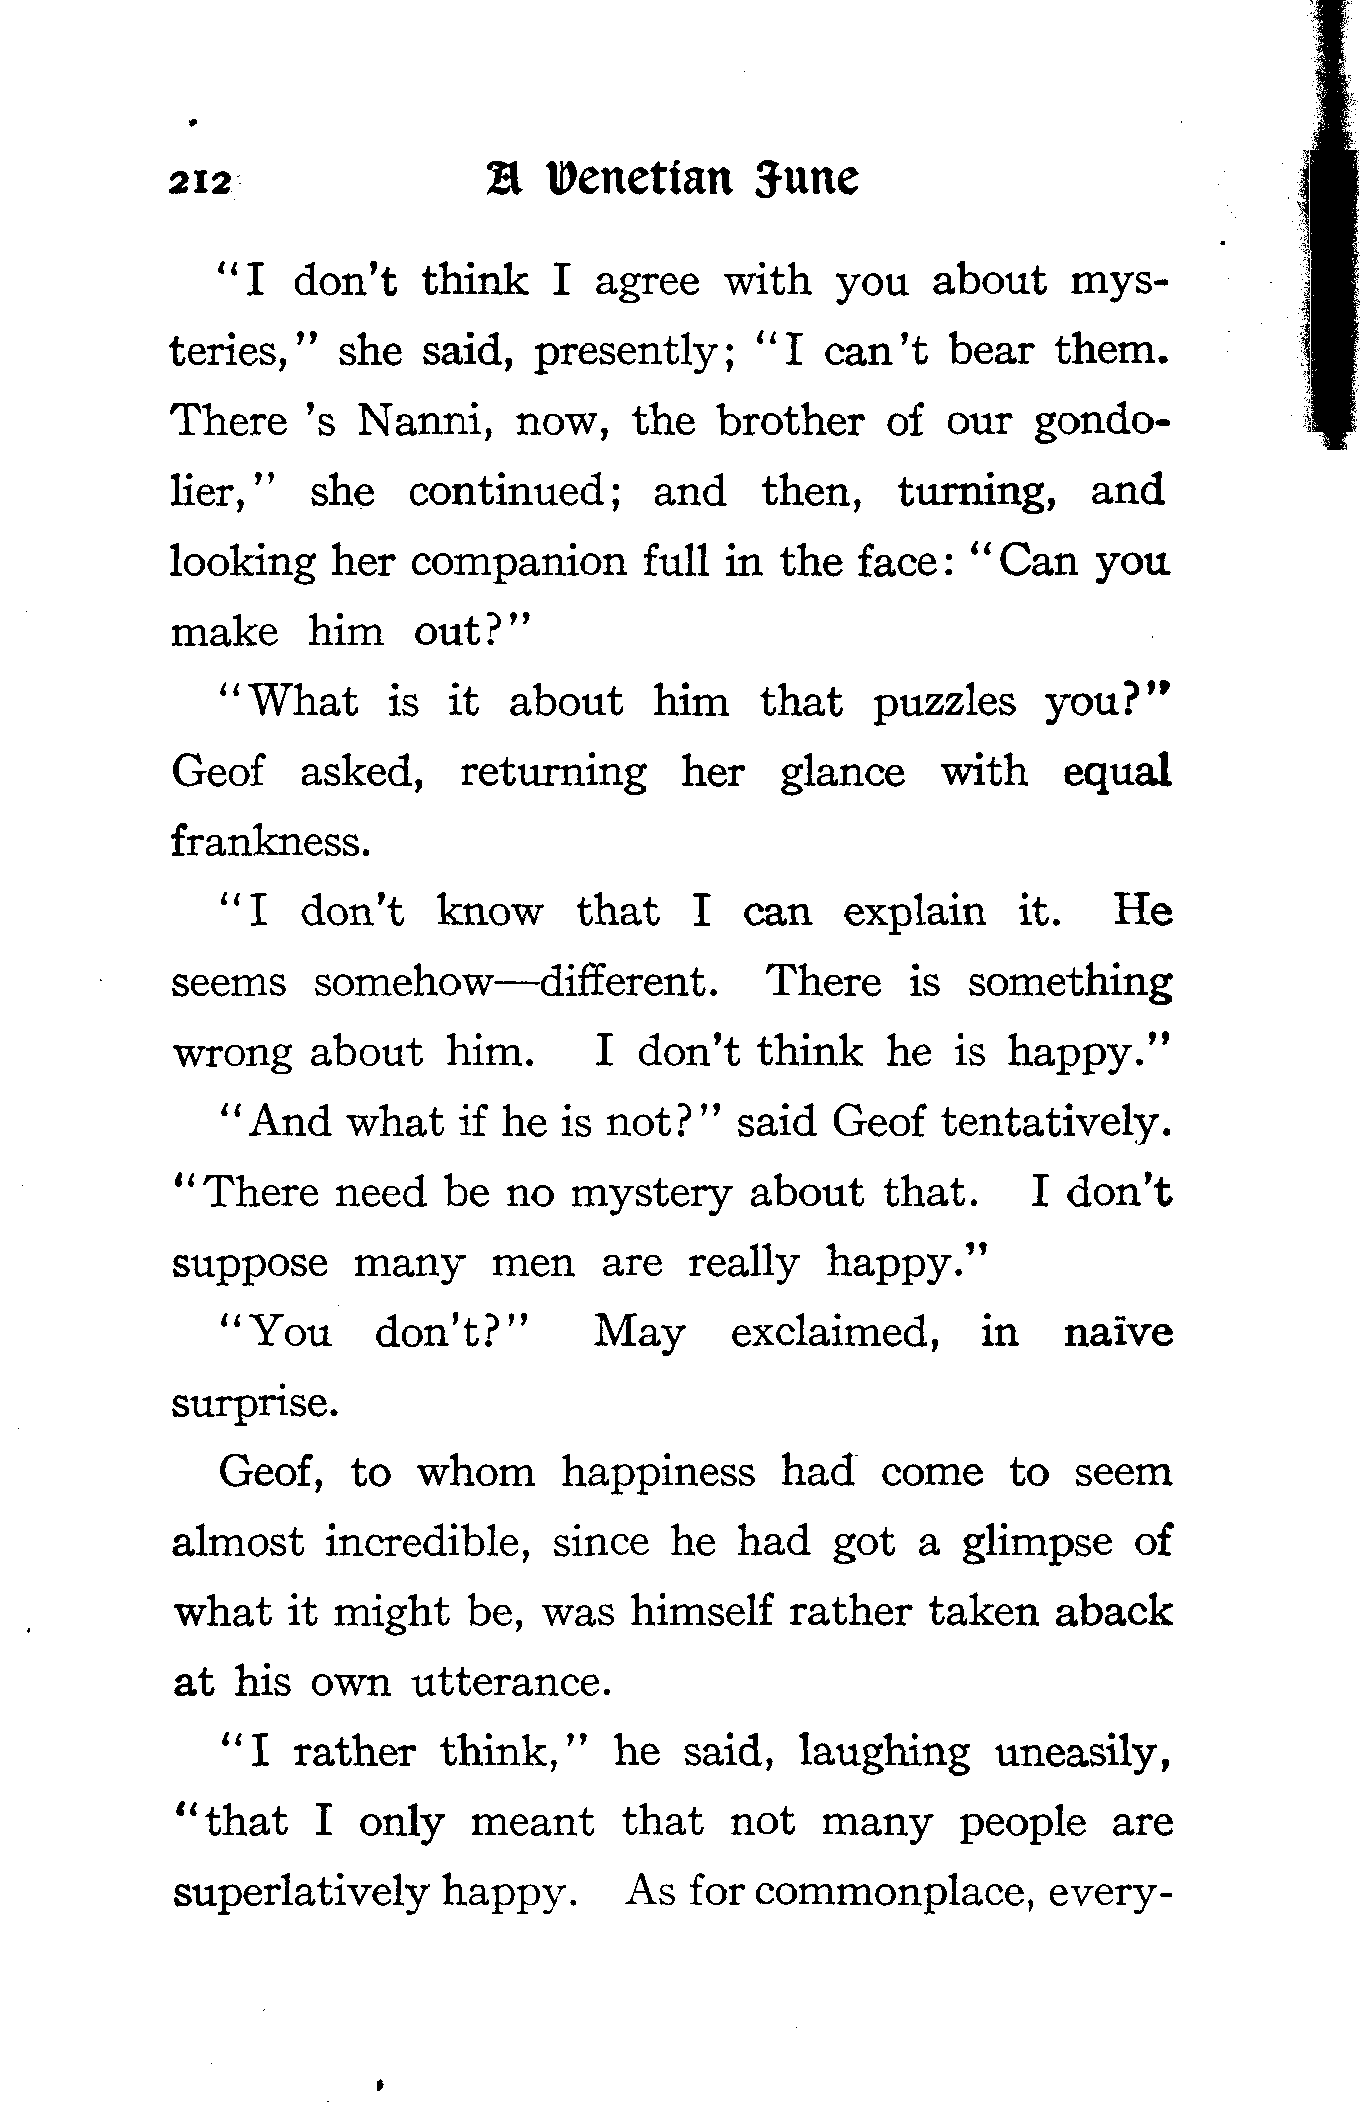 212 A Venetian June
"I don't think I agree with you about mys-
teries," she said, presently; "I can't bear them.
There 's Nanni, now, the brother of our gondo-
lier," she continued; and then, turning, and
looking her companion full in the face: "Can you
make him out?"
"What is it about him that puzzles you?"
Geof asked, returning her glance with equal
frankness.
"I don't know that I can explain it. He
seems somehow—different. There is something
wrong about him. I don't think he is happy."
"And what if he is not?" said Geof tentatively.
"There need be no mystery about that. I don't
suppose many men are really happy."
"You don't?" May exclaimed, in naïve
surprise.
Geof, to whom happiness had come to seem
almost incredible, since he had got a glimpse of
what it might be, was himself rather taken aback
at his own utterance.
"I rather think," he said, laughing uneasily,
"that I only meant that not many people are
superlatively happy. As for commonplace, every-